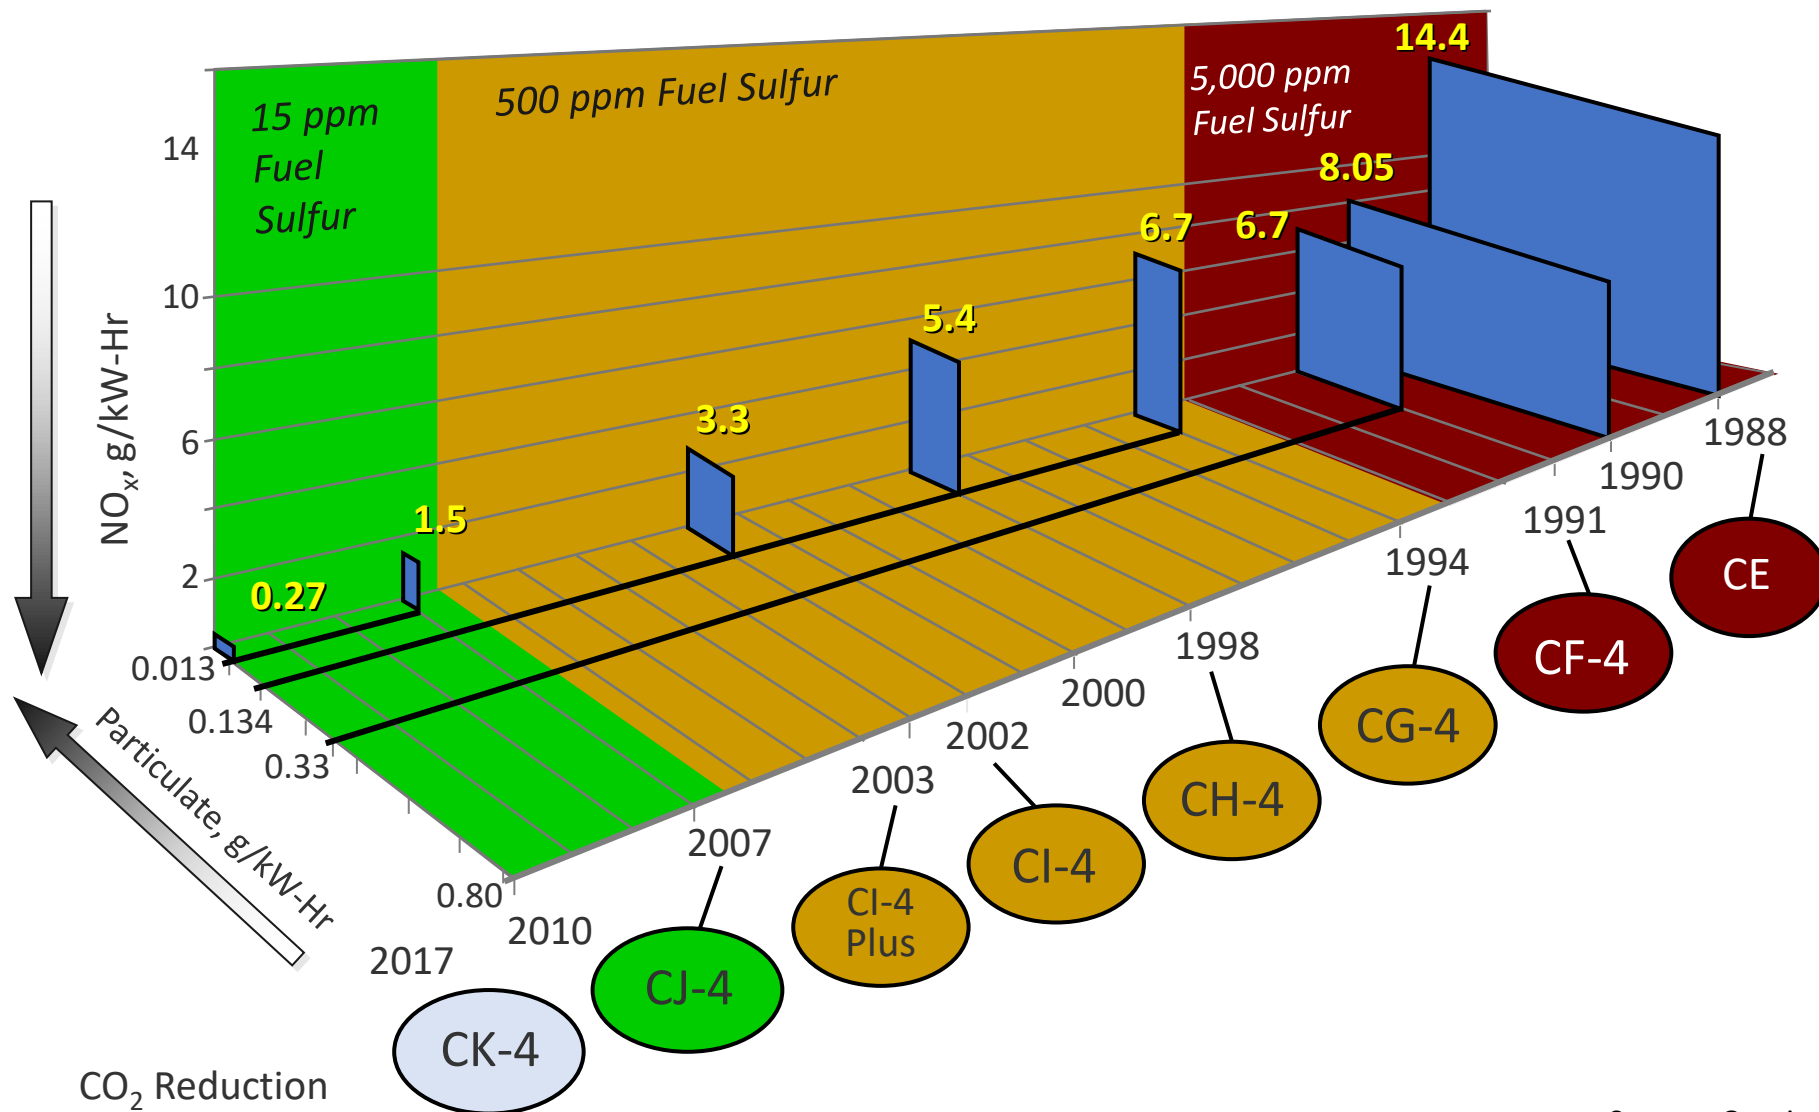 14.4
5,000 ppm
Fuel Sulfur
500 ppm Fuel Sulfur
15 ppm
Fuel
Sulfur
14
8.05
6.7
6.7
10
5.4
NOx, g/kW-Hr
3.3
6
1.5
2
0.27
0.013
0.134
0.33
0.80
Particulate, g/kW-Hr
1988
1990
1991
1994
1998
2000
2002
2003
2007
2010
2017
CE
CF-4
CG-4
CH-4
CI-4
CI-4
Plus
CJ-4
CK-4
CO₂ Reduction